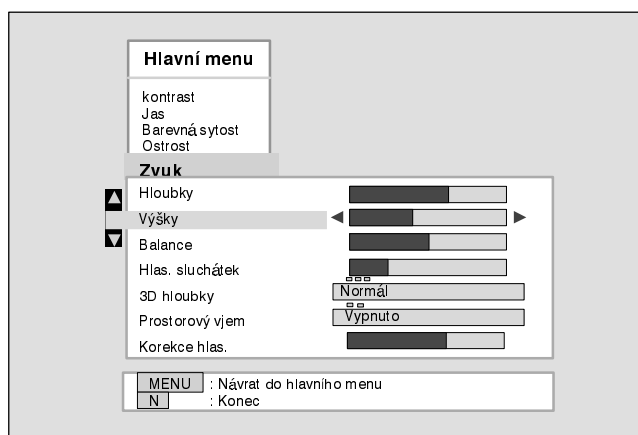 Hlavní menu
kontrast
Jas
Barevná sytost
Ostrost
Zvuk
Hloubky
Výšky
Balance
Hlas. sluchátek
3D hloubky Normál
Prostorový vjem Vypnuto
Korekce hlas.
MENU : Návrat do hlavního menu
N : Konec